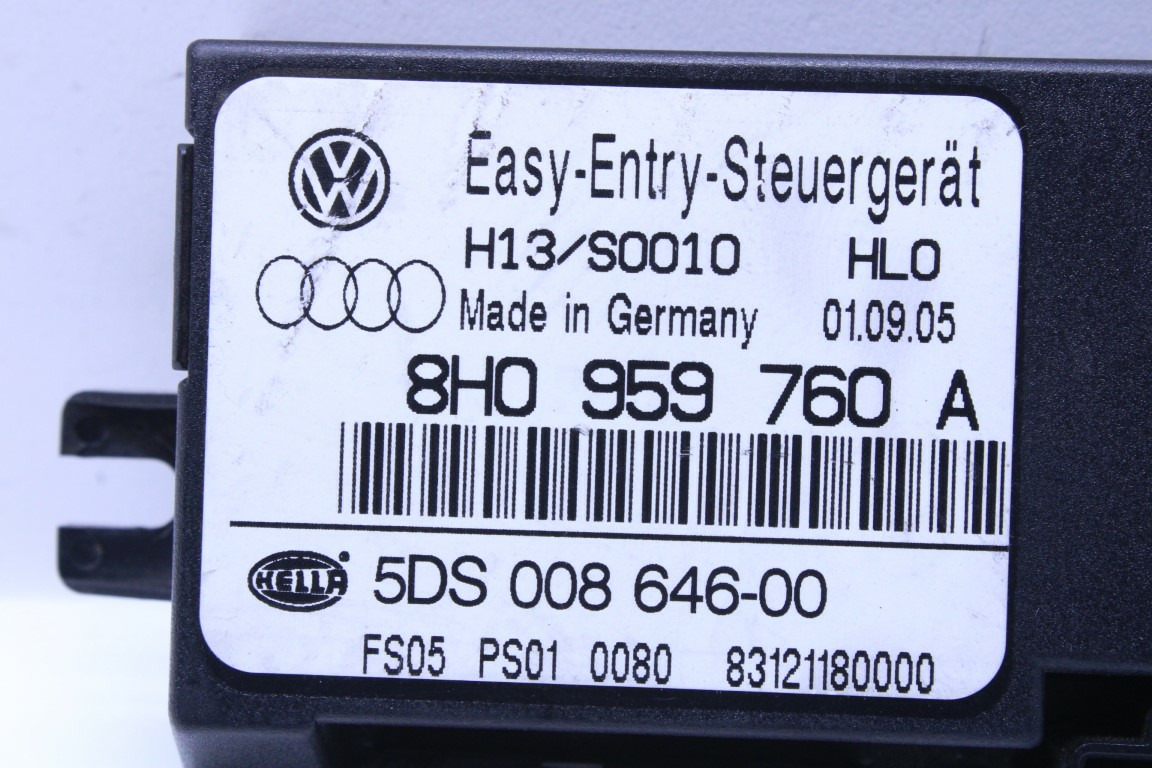 Easy-Entry-Steuergerät
H13/S0010 HLO
Made in Germany 01.09.05
8H0 959 760 A
HELLA® 5DS 008 646-00
FS05 PS01 0080 83121180000